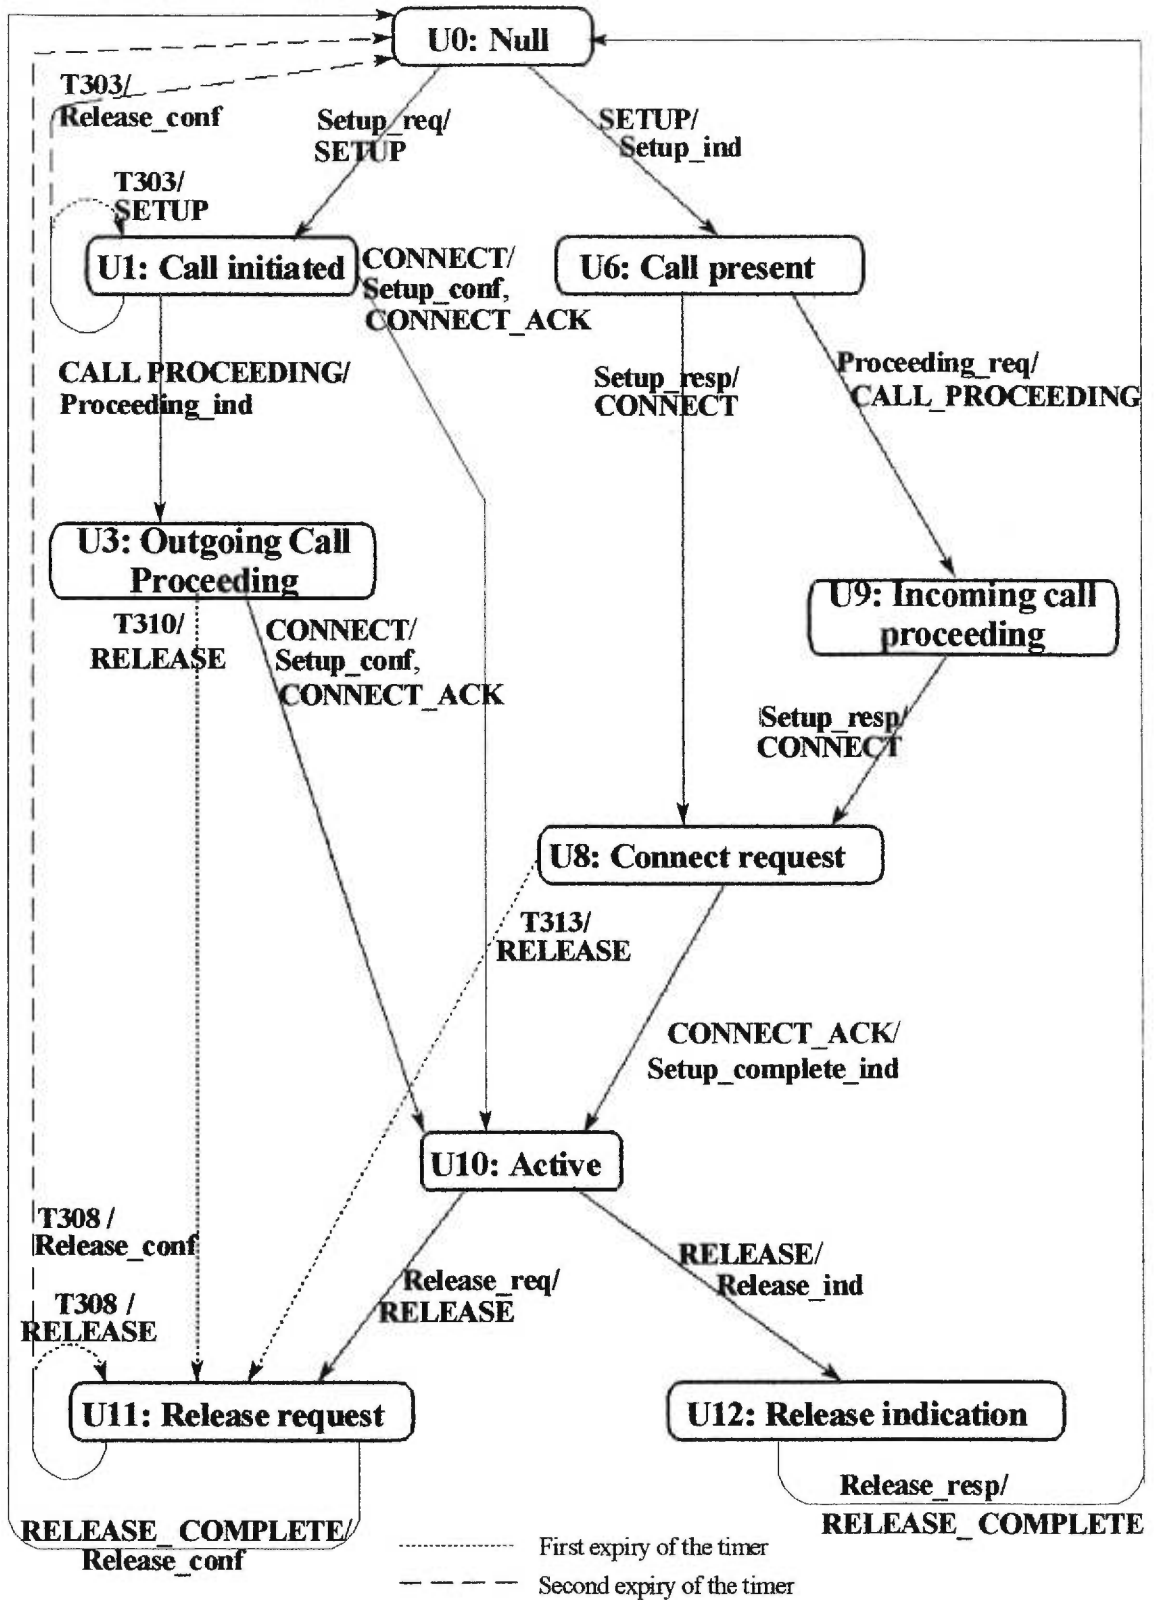 U0: Null
T303/
Release_conf
Setup_req/
SETUP
SETUP/
Setup_ind
T303/
SETUP
U1: Call initiated
CONNECT/
Setup_conf,
CONNECT_ACK
U6: Call present
CALL PROCEEDING/
Proceeding_ind
Setup_resp/
CONNECT
Proceeding_req/
CALL_PROCEEDING
U3: Outgoing Call
Proceeding
U9: Incoming call
proceeding
T310/
RELEASE
CONNECT/
Setup_conf,
CONNECT_ACK
Setup_resp/
CONNECT
U8: Connect request
T313/
RELEASE
CONNECT_ACK/
Setup_complete_ind
U10: Active
T308 /
Release_conf
T308 /
RELEASE
Release_req/
RELEASE
RELEASE/
Release_ind
U11: Release request
U12: Release indication
RELEASE_ COMPLETE/
Release_conf
Release_resp/
RELEASE_ COMPLETE
First expiry of the timer
Second expiry of the timer